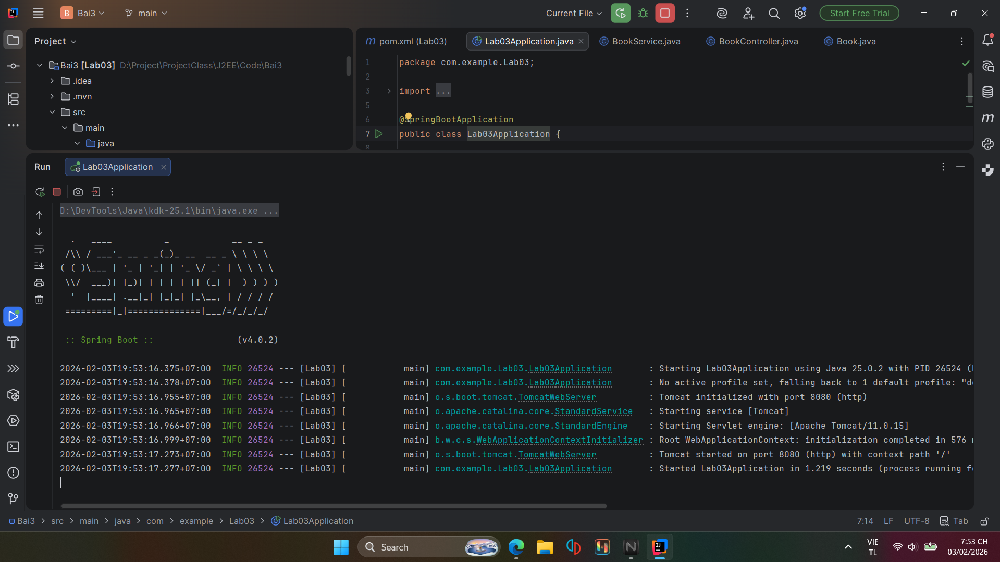 B Bai3 main Current File Start Free Trial
Project
Bai3 [Lab03] D:\Project\ProjectClass\J2EE\Code\Bai3
.idea
.mvn
src
main
java
m pom.xml (Lab03) Lab03Application.java BookService.java BookController.java Book.java
1 package com.example.Lab03;
2
3 import ...
5
6 @SpringBootApplication
7 public class Lab03Application {
8
Run Lab03Application
D:\DevTools\Java\kdk-25.1\bin\java.exe ...
  .   ____          _            __ _ _
 /\\ / ___'_ __ _ _(_)_ __  __ _ \ \ \ \
( ( )\___ | '_ | '_| | '_ \/ _` | \ \ \ \
 \\/  ___)| |_)| | | | | || (_| |  ) ) ) )
  '  |____| .__|_| |_|_| |_\__, | / / / /
 =========|_|==============|___/=/_/_/_/
:: Spring Boot :: (v4.0.2)
2026-02-03T19:53:16.375+07:00 INFO 26524 --- [Lab03] [ main] com.example.Lab03.Lab03Application : Starting Lab03Application using Java 25.0.2 with PID 26524
2026-02-03T19:53:16.378+07:00 INFO 26524 --- [Lab03] [ main] com.example.Lab03.Lab03Application : No active profile set, falling back to 1 default profile: "de
2026-02-03T19:53:16.955+07:00 INFO 26524 --- [Lab03] [ main] o.s.boot.tomcat.TomcatWebServer : Tomcat initialized with port 8080 (http)
2026-02-03T19:53:16.965+07:00 INFO 26524 --- [Lab03] [ main] o.apache.catalina.core.StandardService : Starting service [Tomcat]
2026-02-03T19:53:16.966+07:00 INFO 26524 --- [Lab03] [ main] o.apache.catalina.core.StandardEngine : Starting Servlet engine: [Apache Tomcat/11.0.15]
2026-02-03T19:53:16.999+07:00 INFO 26524 --- [Lab03] [ main] b.w.c.s.WebApplicationContextInitializer : Root WebApplicationContext: initialization completed in 576 m
2026-02-03T19:53:17.273+07:00 INFO 26524 --- [Lab03] [ main] o.s.boot.tomcat.TomcatWebServer : Tomcat started on port 8080 (http) with context path '/'
2026-02-03T19:53:17.277+07:00 INFO 26524 --- [Lab03] [ main] com.example.Lab03.Lab03Application : Started Lab03Application in 1.219 seconds (process running fo
Bai3 > src > main > java > com > example > Lab03 > Lab03Application 7:14 LF UTF-8 Tab
Search
VIE
TL
7:53 CH
03/02/2026